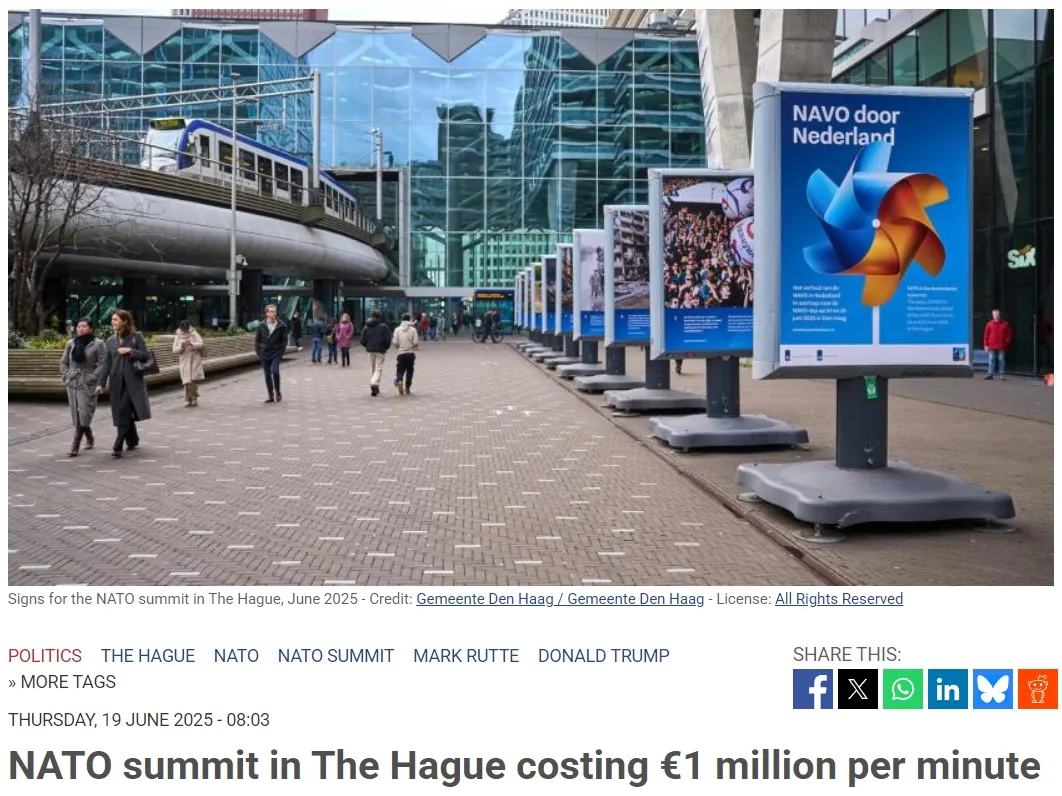 NAVO door
Nederland
Six
Signs for the NATO summit in The Hague, June 2025 - Credit: Gemeente Den Haag / Gemeente Den Haag - License: All Rights Reserved
POLITICS THE HAGUE NATO NATO SUMMIT MARK RUTTE DONALD TRUMP
» MORE TAGS
SHARE THIS:
THURSDAY, 19 JUNE 2025 - 08:03
NATO summit in The Hague costing €1 million per minute